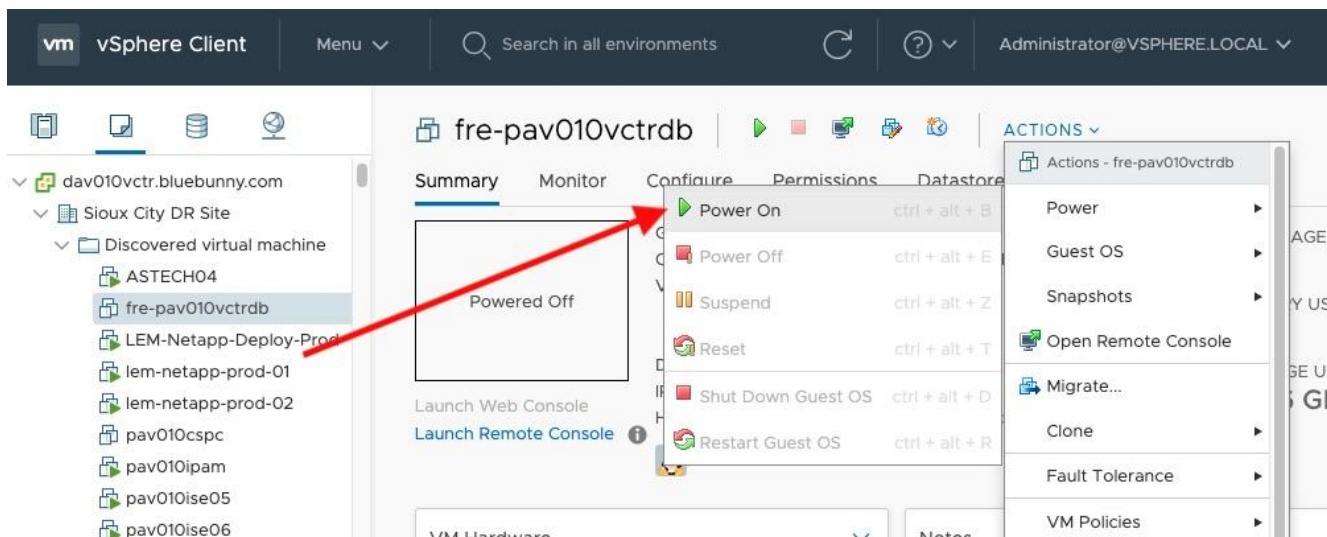 vm vSphere Client Menu Search in all environments Administrator@VSPHERE.LOCAL
fre-pav010vctrdb ACTIONS
Actions - fre-pav010vctrdb
dav010vctr.bluebunny.com
Sioux City DR Site
Discovered virtual machine
ASTECH04
fre-pav010vctrdb
LEM-Netapp-Deploy-Prod
lem-netapp-prod-01
lem-netapp-prod-02
pav010cspc
pav010ipam
pav010ise05
pav010ise06
Summary Monitor Configure Permissions Datastore
Powered Off
Launch Web Console
Launch Remote Console
Power On ctrl + alt + B
Power Off ctrl + alt + E
Suspend ctrl + alt + Z
Reset ctrl + alt + T
Shut Down Guest OS ctrl + alt + D
Restart Guest OS ctrl + alt + R
Power
Guest OS
Snapshots
Open Remote Console
Migrate...
Clone
Fault Tolerance
VM Policies
VM Hardware
Notes